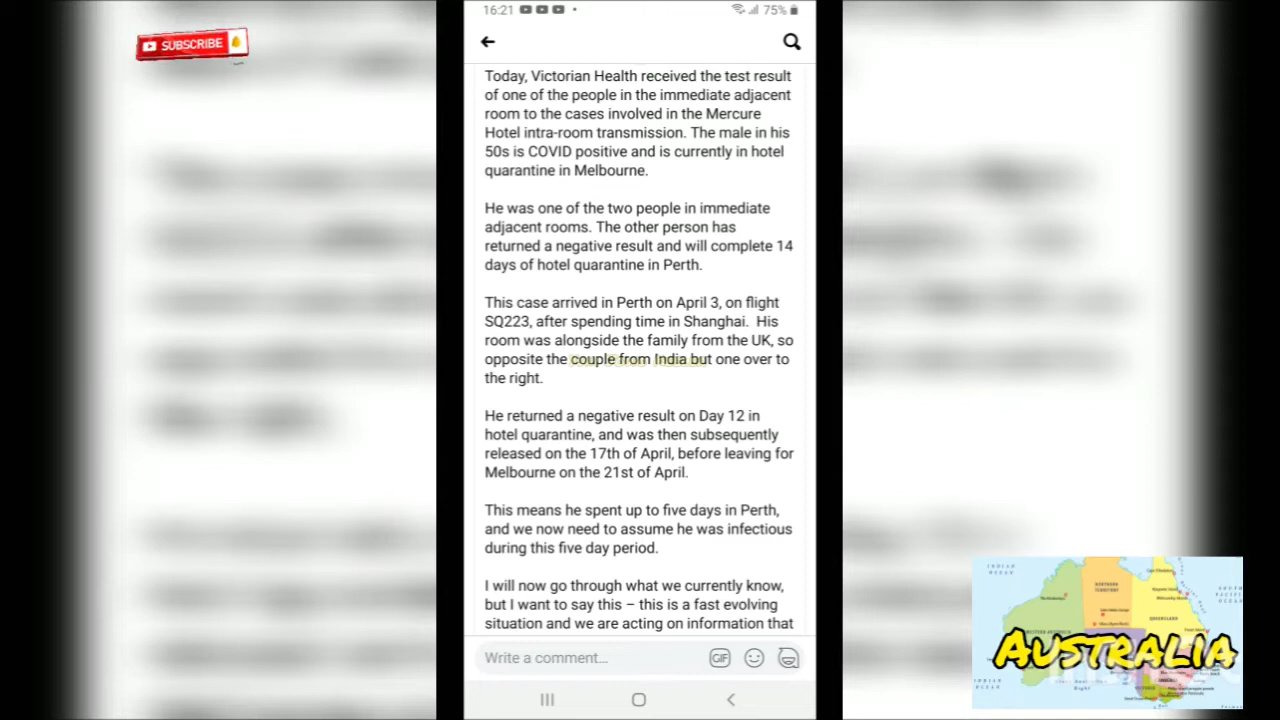 16:21
75%
SUBSCRIBE
Today, Victorian Health received the test result
of one of the people in the immediate adjacent
room to the cases involved in the Mercure
Hotel intra-room transmission. The male in his
50s is COVID positive and is currently in hotel
quarantine in Melbourne.
He was one of the two people in immediate
adjacent rooms. The other person has
returned a negative result and will complete 14
days of hotel quarantine in Perth.
This case arrived in Perth on April 3, on flight
SQ223, after spending time in Shanghai.  His
room was alongside the family from the UK, so
opposite the couple from India but one over to
the right.
He returned a negative result on Day 12 in
hotel quarantine, and was then subsequently
released on the 17th of April, before leaving for
Melbourne on the 21st of April.
This means he spent up to five days in Perth,
and we now need to assume he was infectious
during this five day period.
I will now go through what we currently know,
but I want to say this – this is a fast evolving
situation and we are acting on information that
Write a comment...
GIF
INDIAN
OCEAN
NORTHERN
TERRITORY
AUSTRALIA